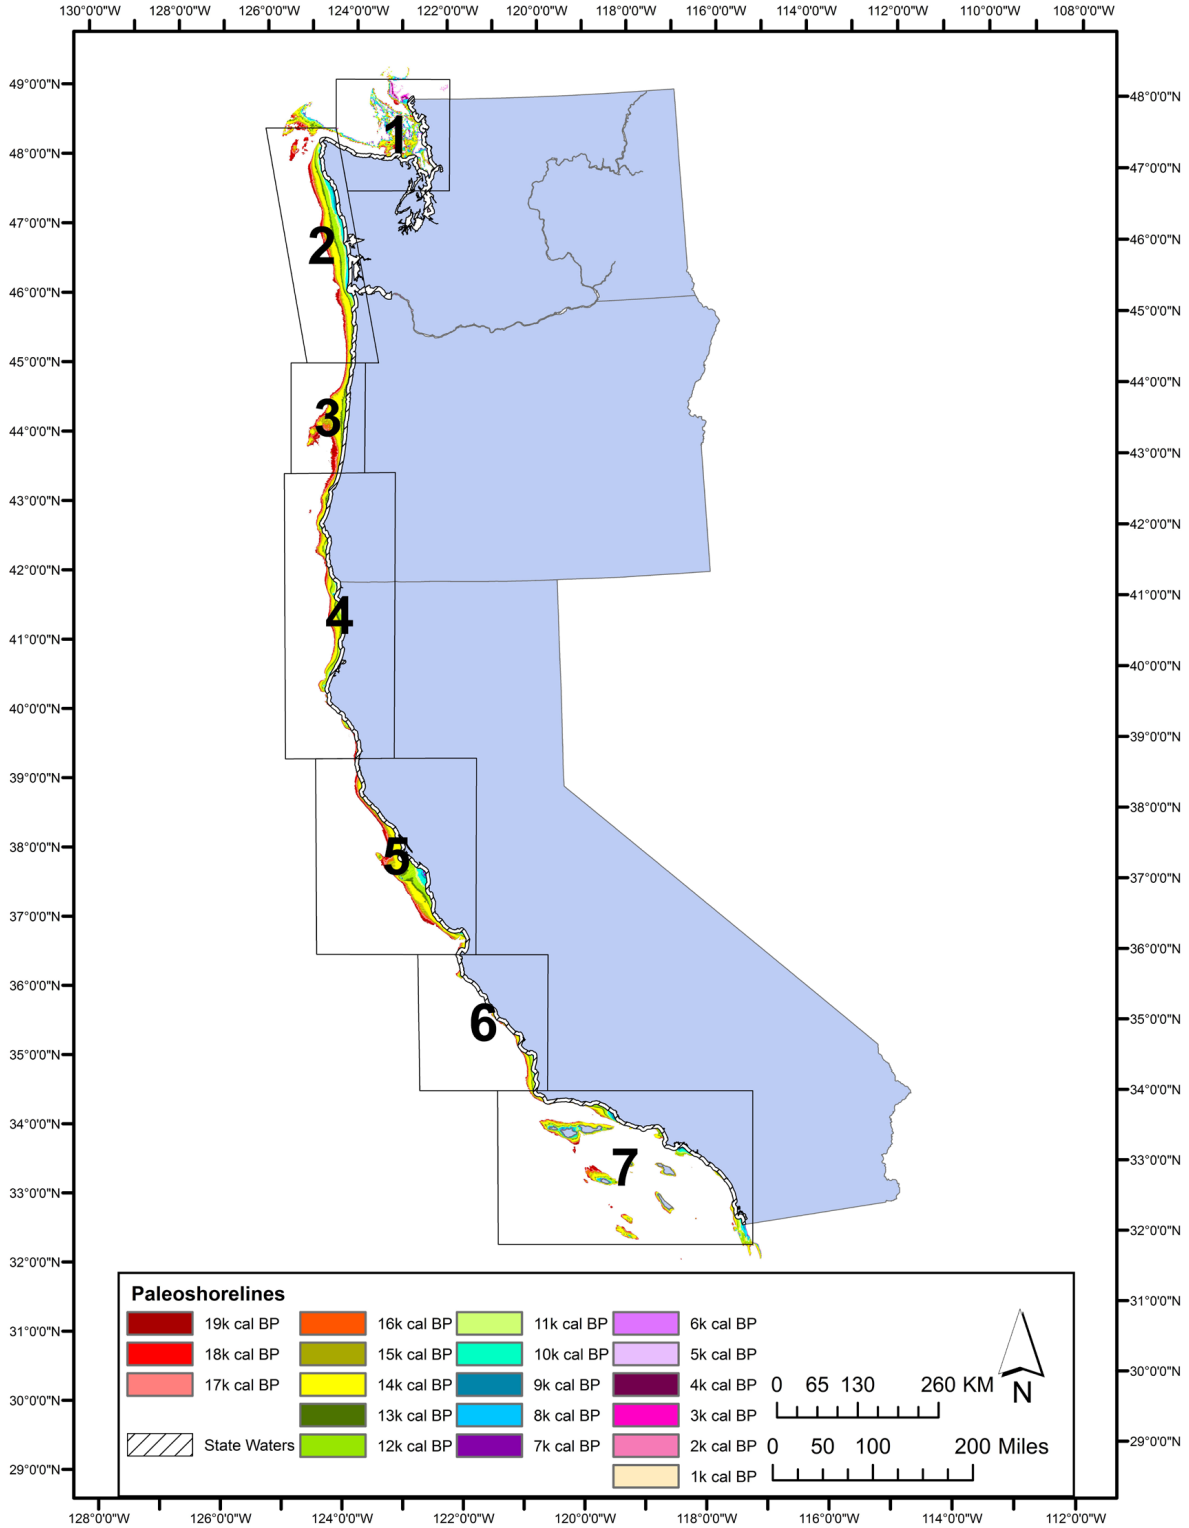 130°0'0"W 128°0'0"W 126°0'0"W 124°0'0"W 122°0'0"W 120°0'0"W 118°0'0"W 116°0'0"W 114°0'0"W 112°0'0"W 110°0'0"W 108°0'0"W
49°0'0"N
48°0'0"N
1
48°0'0"N
47°0'0"N
47°0'0"N
2
46°0'0"N
46°0'0"N
45°0'0"N
45°0'0"N
44°0'0"N
3
44°0'0"N
43°0'0"N
43°0'0"N
42°0'0"N
42°0'0"N
41°0'0"N
4
41°0'0"N
40°0'0"N
40°0'0"N
39°0'0"N
39°0'0"N
38°0'0"N
38°0'0"N
5
37°0'0"N
37°0'0"N
36°0'0"N
36°0'0"N
6
35°0'0"N
35°0'0"N
34°0'0"N
34°0'0"N
33°0'0"N
7
33°0'0"N
32°0'0"N
32°0'0"N
31°0'0"N
31°0'0"N
30°0'0"N
30°0'0"N
29°0'0"N
29°0'0"N
Paleoshorelines
19k cal BP
18k cal BP
17k cal BP
State Waters
16k cal BP
15k cal BP
14k cal BP
13k cal BP
12k cal BP
11k cal BP
10k cal BP
9k cal BP
8k cal BP
7k cal BP
6k cal BP
5k cal BP
4k cal BP
3k cal BP
2k cal BP
1k cal BP
N
0 65 130 260 KM
0 50 100 200 Miles
128°0'0"W 126°0'0"W 124°0'0"W 122°0'0"W 120°0'0"W 118°0'0"W 116°0'0"W 114°0'0"W 112°0'0"W